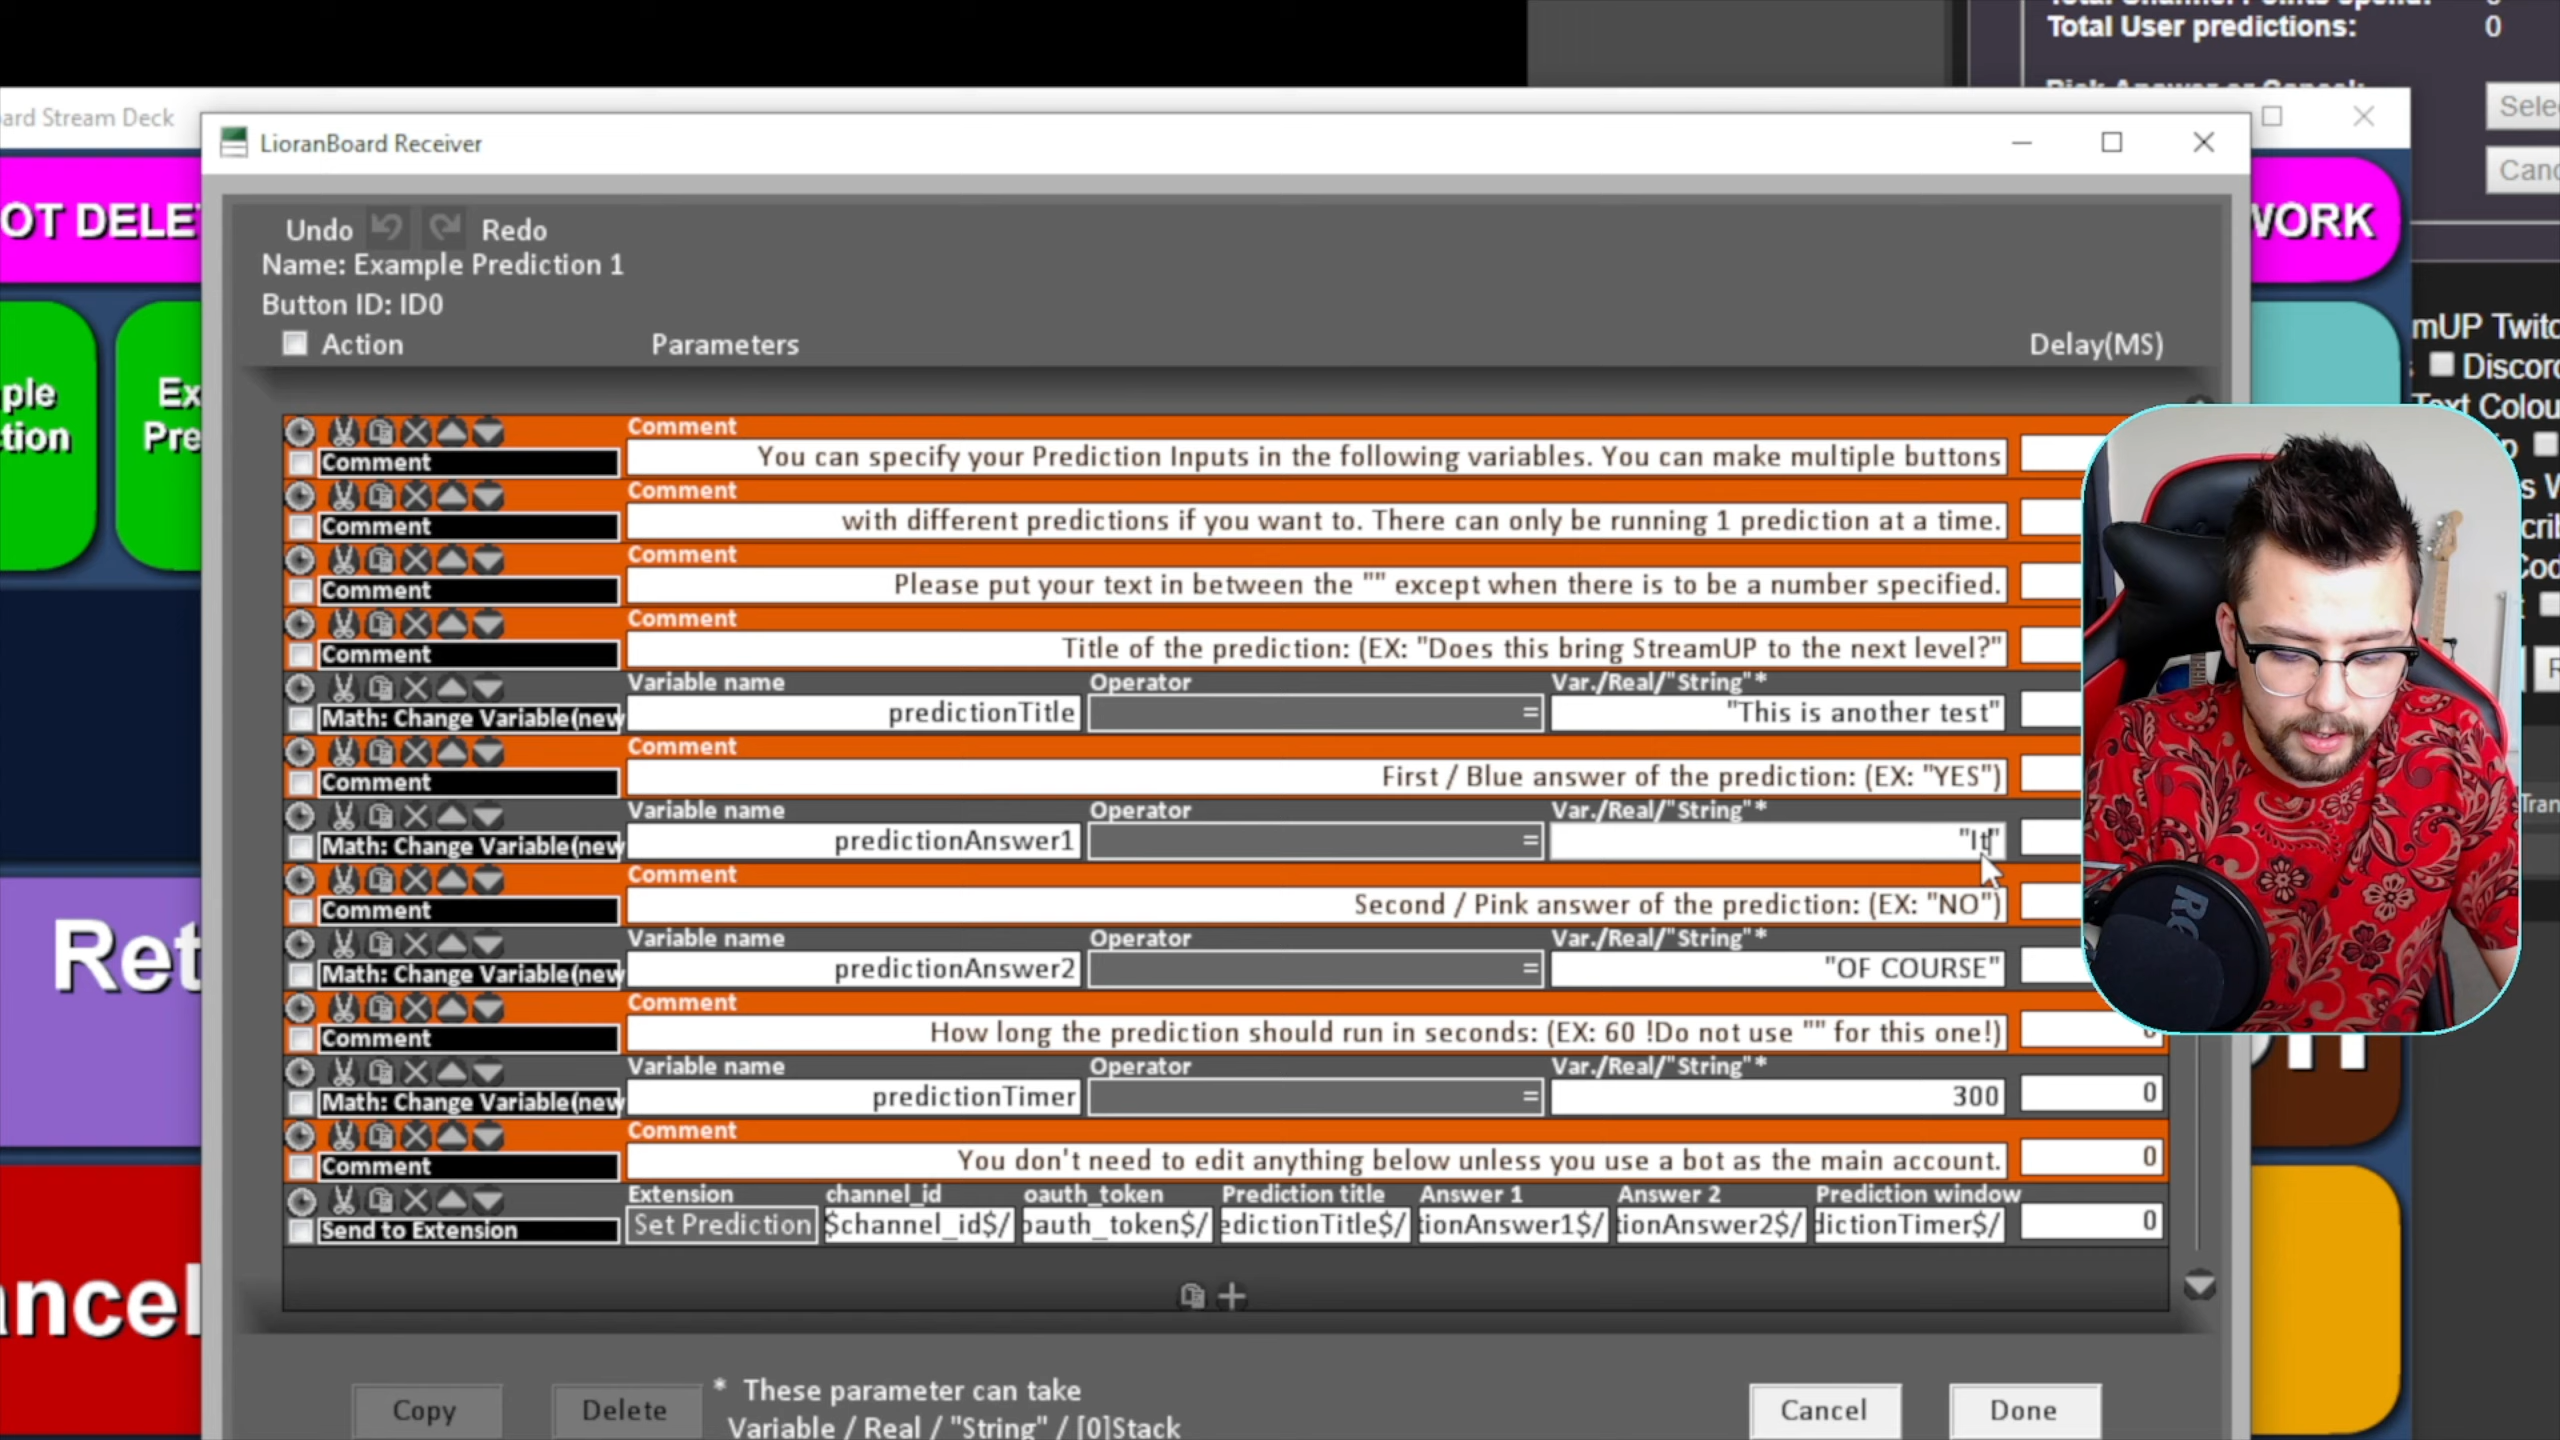 Total User predictions: 0
ard Stream Deck
LioranBoard Receiver
OT DELE
WORK
Undo Redo
Name: Example Prediction 1
Button ID: ID0
Action Parameters Delay(MS)
ple
tion
Ex
Pre
mUP Twitc
Discord
Text Colou
Comment
Comment You can specify your Prediction Inputs in the following variables. You can make multiple buttons
Comment
Comment with different predictions if you want to. There can only be running 1 prediction at a time.
Comment
Comment Please put your text in between the "" except when there is to be a number specified.
Comment
Comment Title of the prediction: (EX: "Does this bring StreamUP to the next level?"
Variable name Operator Var./Real/"String"*
Math: Change Variable(new predictionTitle = "This is another test"
Comment
Comment First / Blue answer of the prediction: (EX: "YES")
Variable name Operator Var./Real/"String"*
Math: Change Variable(new predictionAnswer1 = "It"
Comment
Comment Second / Pink answer of the prediction: (EX: "NO")
Variable name Operator Var./Real/"String"*
Math: Change Variable(new predictionAnswer2 = "OF COURSE"
Comment
Comment How long the prediction should run in seconds: (EX: 60 !Do not use "" for this one!)
Variable name Operator Var./Real/"String"*
Math: Change Variable(new predictionTimer = 300 0
Comment
Comment You don't need to edit anything below unless you use a bot as the main account. 0
Extension channel_id oauth_token Prediction title Answer 1 Answer 2 Prediction window
Send to Extension Set Prediction $channel_id$/ oauth_token$/ edictionTitle$/ tionAnswer1$/ tionAnswer2$/ dictionTimer$/ 0
Ret
ancel
Copy Delete * These parameter can take
Variable / Real / "String" / [0]Stack
Cancel Done
Selec
Canc